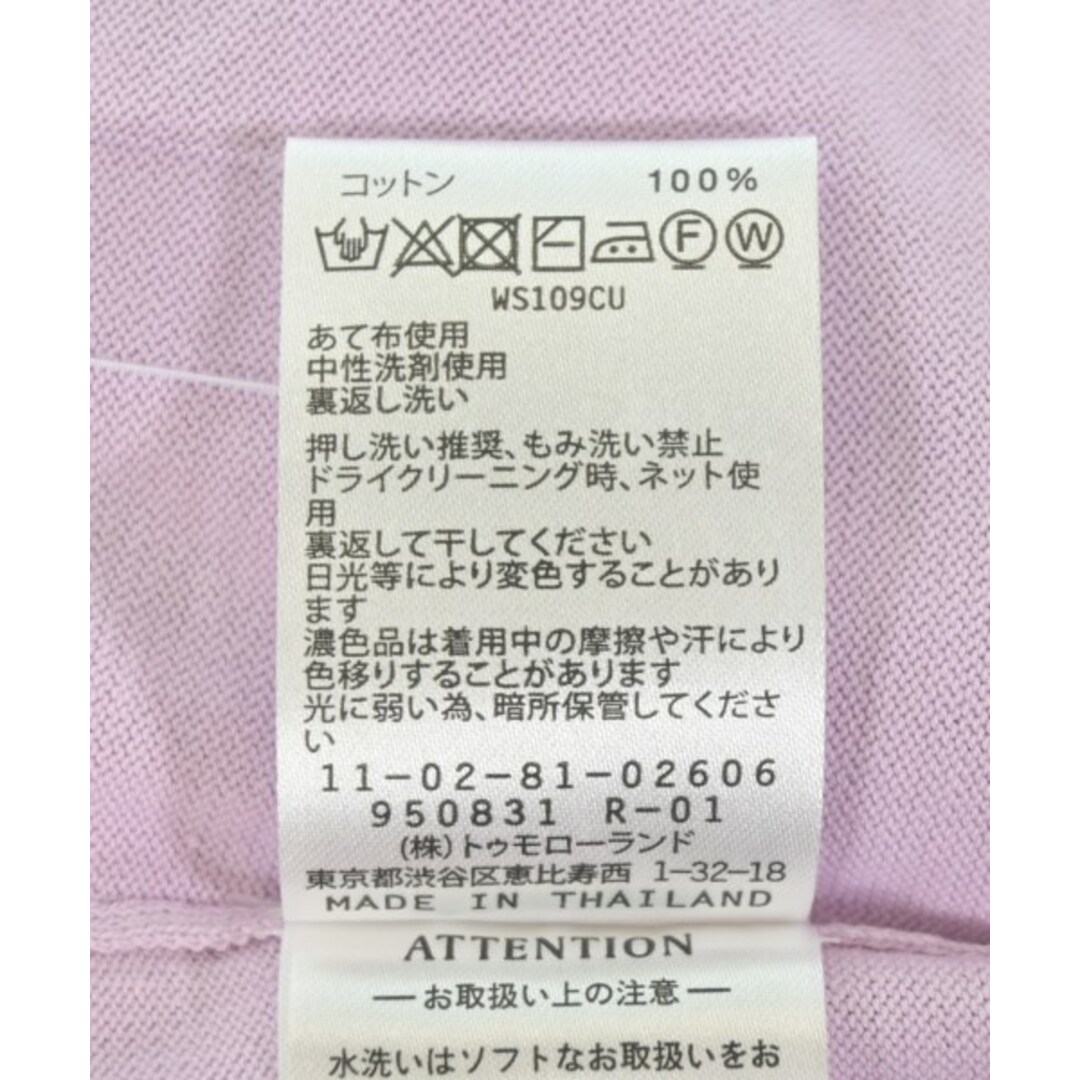 コットン 100%
F W
WS109CU
あて布使用
中性洗剤使用
裏返し洗い
押し洗い推奨、もみ洗い禁止
ドライクリーニング時、ネット使
用
裏返して干してください
日光等により変色することがあり
ます
濃色品は着用中の摩擦や汗により
色移りすることがあります
光に弱い為、暗所保管してくださ
い
11-02-81-02606
950831 R-01
(株)トゥモローランド
東京都渋谷区恵比寿西 1-32-18
MADE IN THAILAND
ATTENTION
ーお取扱い上の注意ー
水洗いはソフトなお取扱いをお